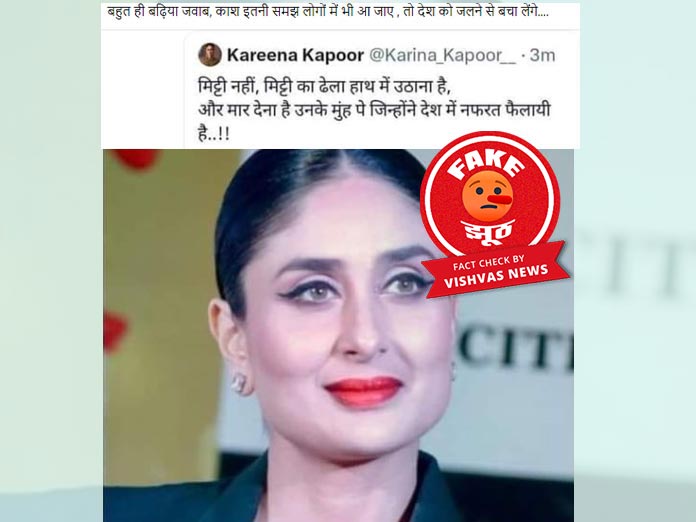 बहुत ही बढ़िया जवाब, काश इतनी समझ लोगों में भी आ जाए , तो देश को जलने से बचा लेंगे....
Kareena Kapoor @Karina_Kapoor__ · 3m
मिट्टी नहीं, मिट्टी का ढेला हाथ में उठाना है,
और मार देना है उनके मुंह पे जिन्होंने देश में नफरत फैलायी
है..!!
FAKE
झूठ
FACT CHECK BY
VISHVAS NEWS
CITI